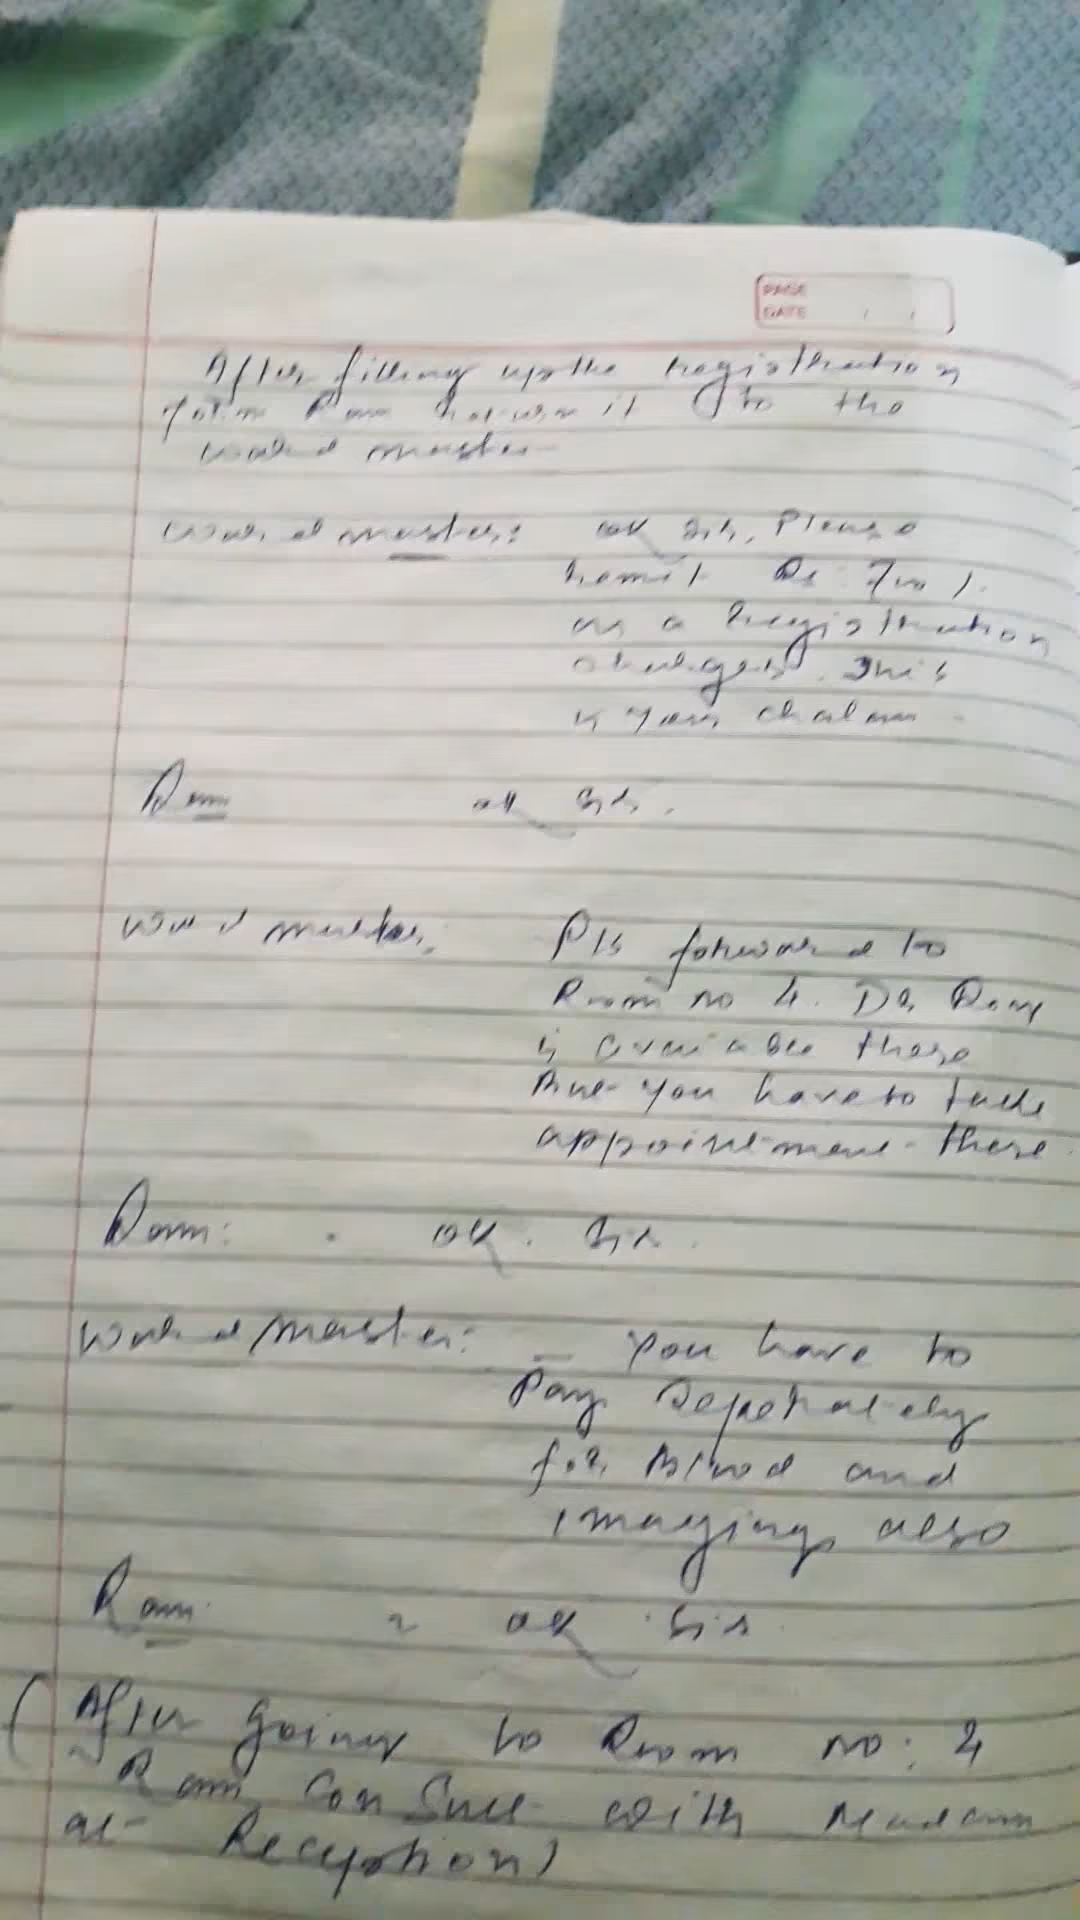 PAGE
DATE
After filling up the registration
form Ram return it to the
ward master
ward master: ok sir, Please
remit Rs:
as a Registration
charges. This
is your chalan
Ram ok sir.
ward master: Pls forward to
Room no 4. Dr Roy
is avaiable there
But you have to take
appointment there.
Ram: ok. sir.
ward master: - You have to
Pay Seperately
for Blood and
imaging also
Ram ok sir.
(After going to Room no: 4
Ram Consult with Madam
at Reception)